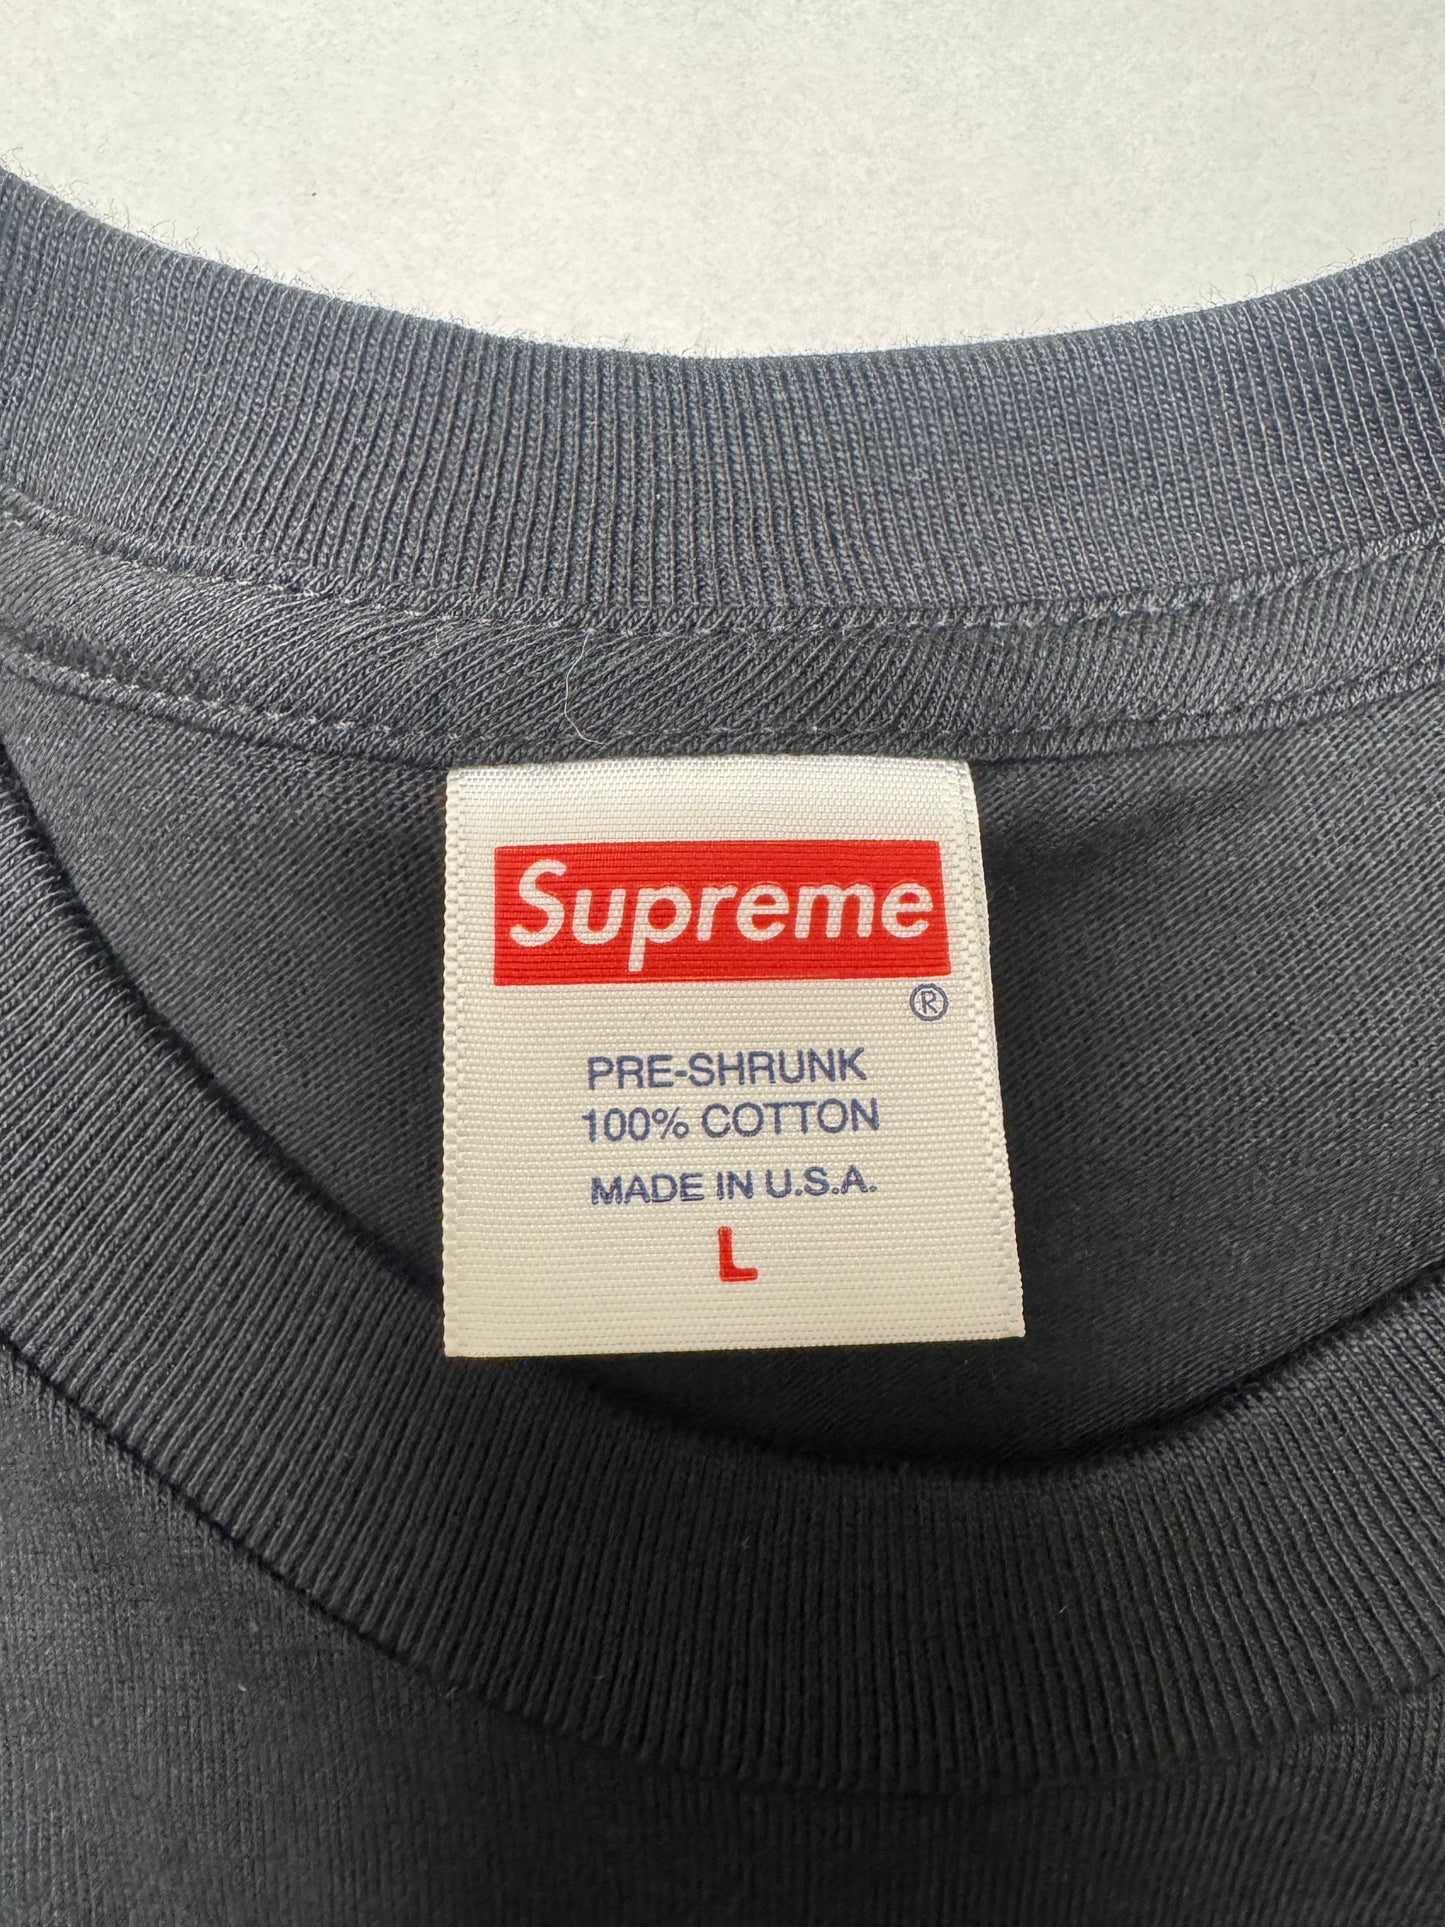 Supreme
®
PRE-SHRUNK
100% COTTON
MADE IN U.S.A.
L